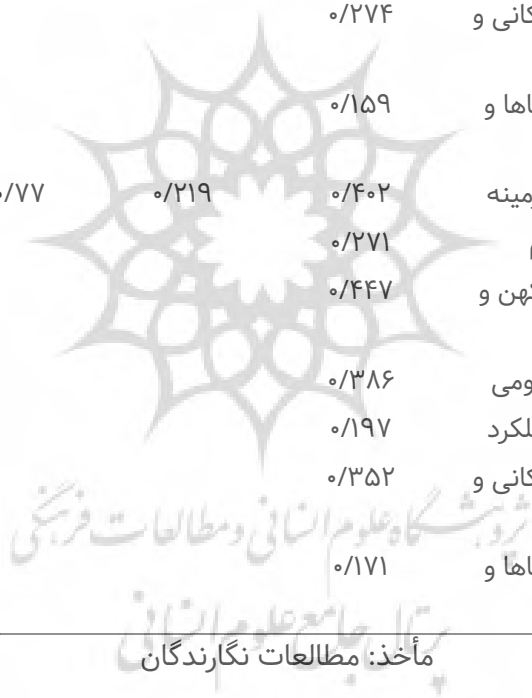 کانی و ۰/۲۷۴
اها و ۰/۱۵۹
مینه ۰/۴۰۲ ۰/۲۱۹ ۰/۷۷
۰/۲۷۱
کهن و ۰/۴۴۷
ومی ۰/۳۸۶
لکرد ۰/۱۹۷
کانی و ۰/۳۵۲
پژوهشگاه علوم انسانی و مطالعات فرهنگی
اها و ۰/۱۷۱
پرتال جامع علوم انسانی
مأخذ: مطالعات نگارندگان